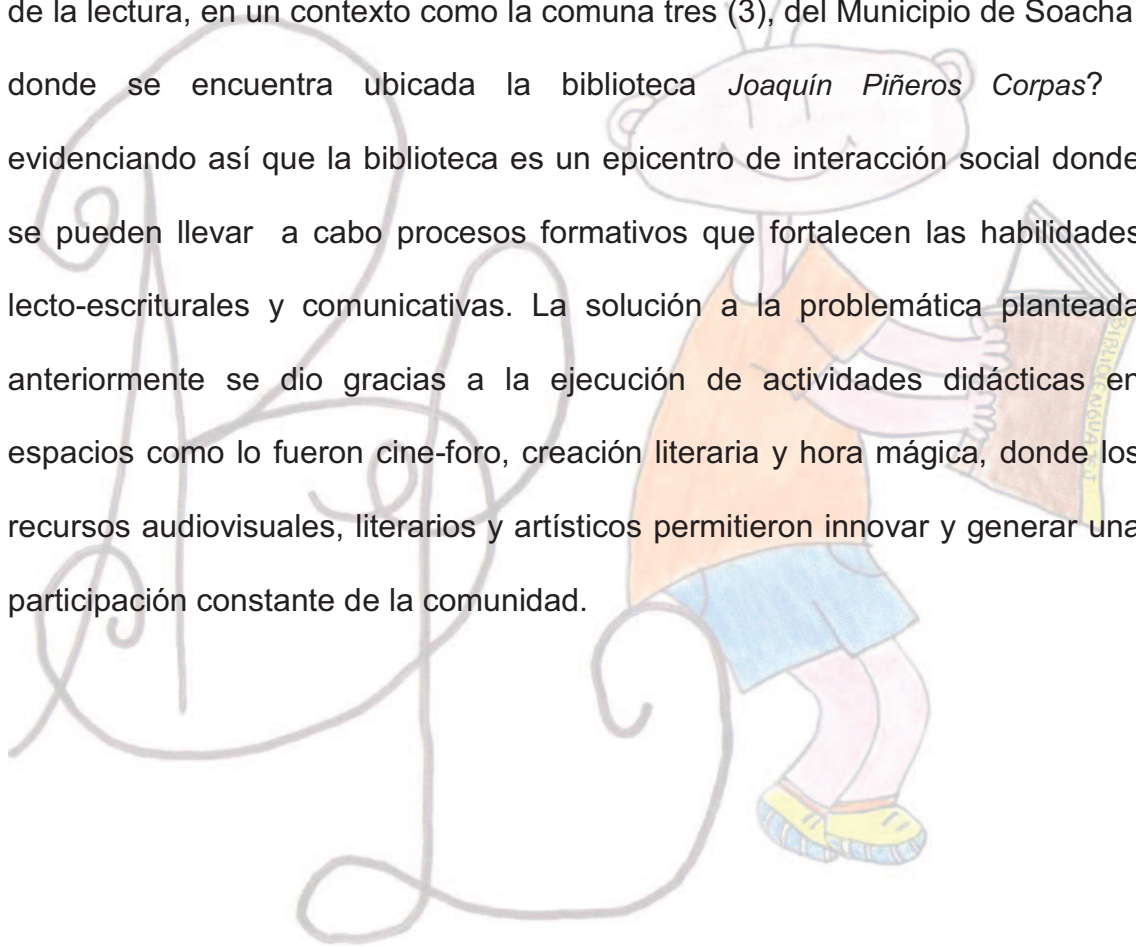 de la lectura, en un contexto como la comuna tres (3), del Municipio de Soacha
donde se encuentra ubicada la biblioteca Joaquín Piñeros Corpas?
evidenciando así que la biblioteca es un epicentro de interacción social donde
se pueden llevar a cabo procesos formativos que fortalecen las habilidades
lecto-escriturales y comunicativas. La solución a la problemática planteada
anteriormente se dio gracias a la ejecución de actividades didácticas en
espacios como lo fueron cine-foro, creación literaria y hora mágica, donde los
recursos audiovisuales, literarios y artísticos permitieron innovar y generar una
participación constante de la comunidad.